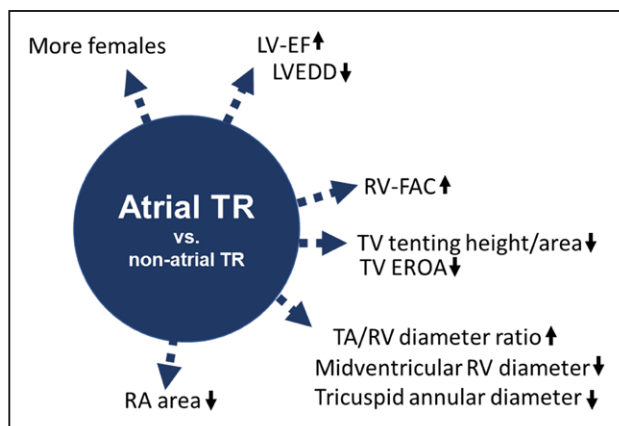 More females
LV-EF⬆
LVEDD⬇
RV-FAC⬆
Atrial TR
vs.
non-atrial TR
TV tenting height/area⬇
TV EROA⬇
TA/RV diameter ratio⬆
Midventricular RV diameter⬇
Tricuspid annular diameter⬇
RA area⬇